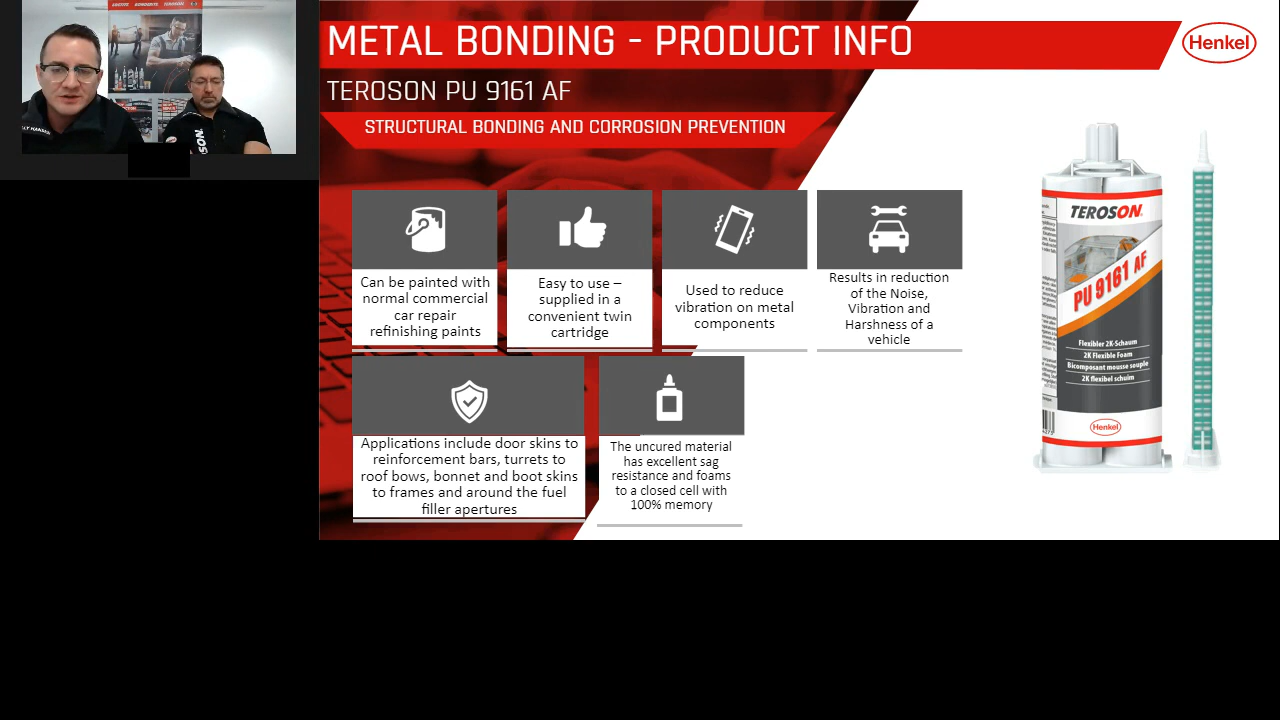 METAL BONDING - PRODUCT INFO
Henkel
TEROSON PU 9161 AF
STRUCTURAL BONDING AND CORROSION PREVENTION
Can be painted with
normal commercial
car repair
refinishing paints
Easy to use –
supplied in a
convenient twin
cartridge
Used to reduce
vibration on metal
components
Results in reduction
of the Noise,
Vibration and
Harshness of a
vehicle
Applications include door skins to
reinforcement bars, turrets to
roof bows, bonnet and boot skins
to frames and around the fuel
filler apertures
The uncured material
has excellent sag
resistance and foams
to a closed cell with
100% memory
TEROSON
PU 9161 AF
Flexibler 2K-Schaum
2K Flexible Foam
Bicomposant mousse souple
2K flexibel schuim
Henkel